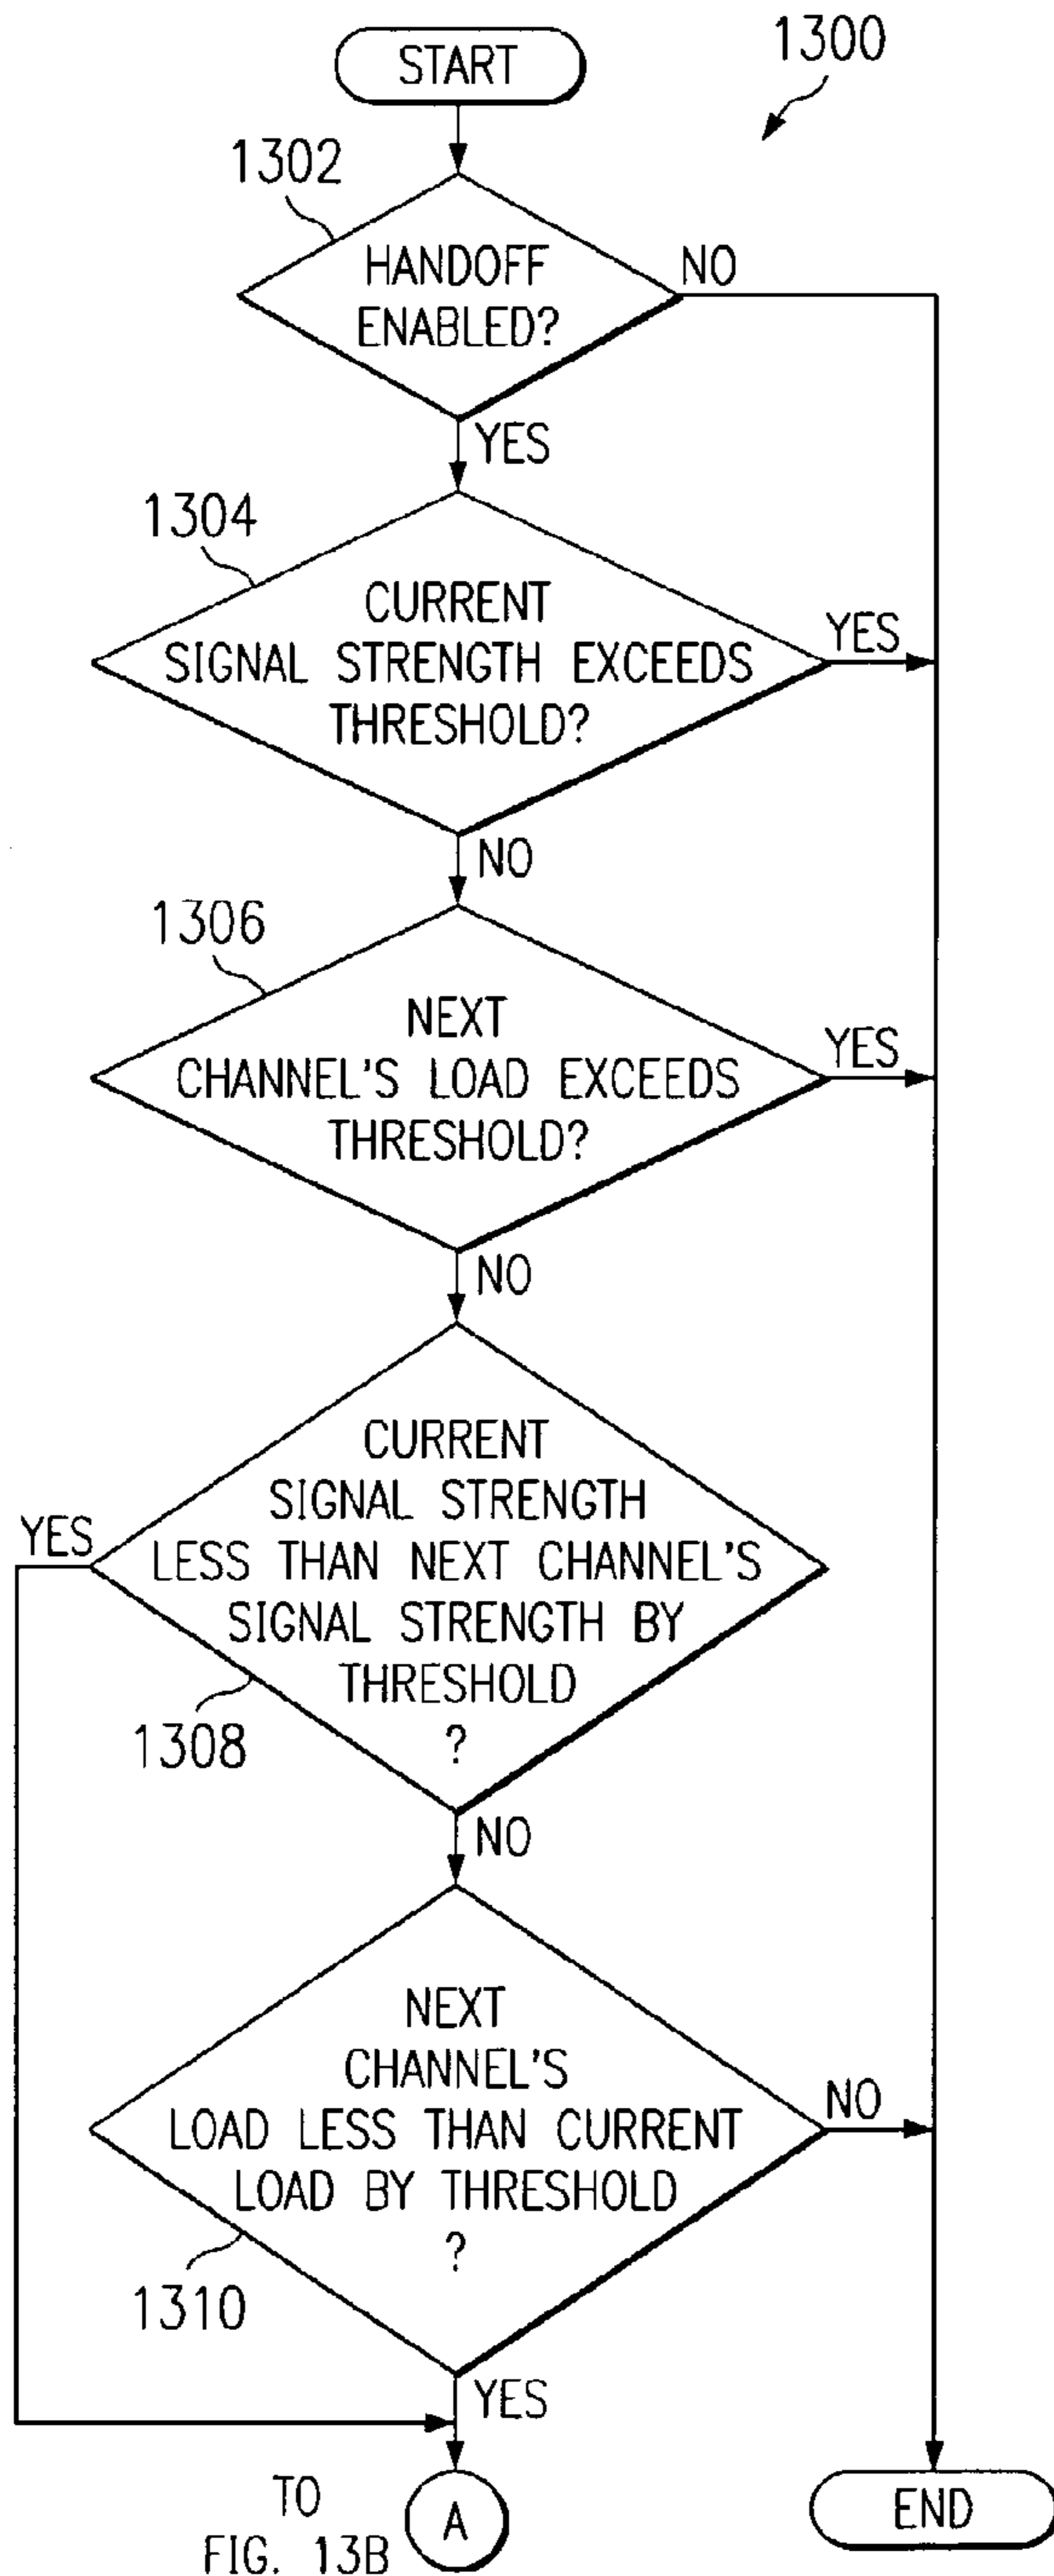 START
1300
1302
HANDOFF
ENABLED?
NO
YES
1304
CURRENT
SIGNAL STRENGTH EXCEEDS
THRESHOLD?
YES
NO
1306
NEXT
CHANNEL'S LOAD EXCEEDS
THRESHOLD?
YES
NO
CURRENT
SIGNAL STRENGTH
LESS THAN NEXT CHANNEL'S
SIGNAL STRENGTH BY
THRESHOLD
?
YES
1308
NO
NEXT
CHANNEL'S
LOAD LESS THAN CURRENT
LOAD BY THRESHOLD
?
NO
1310
YES
TO
FIG. 13B
A
END